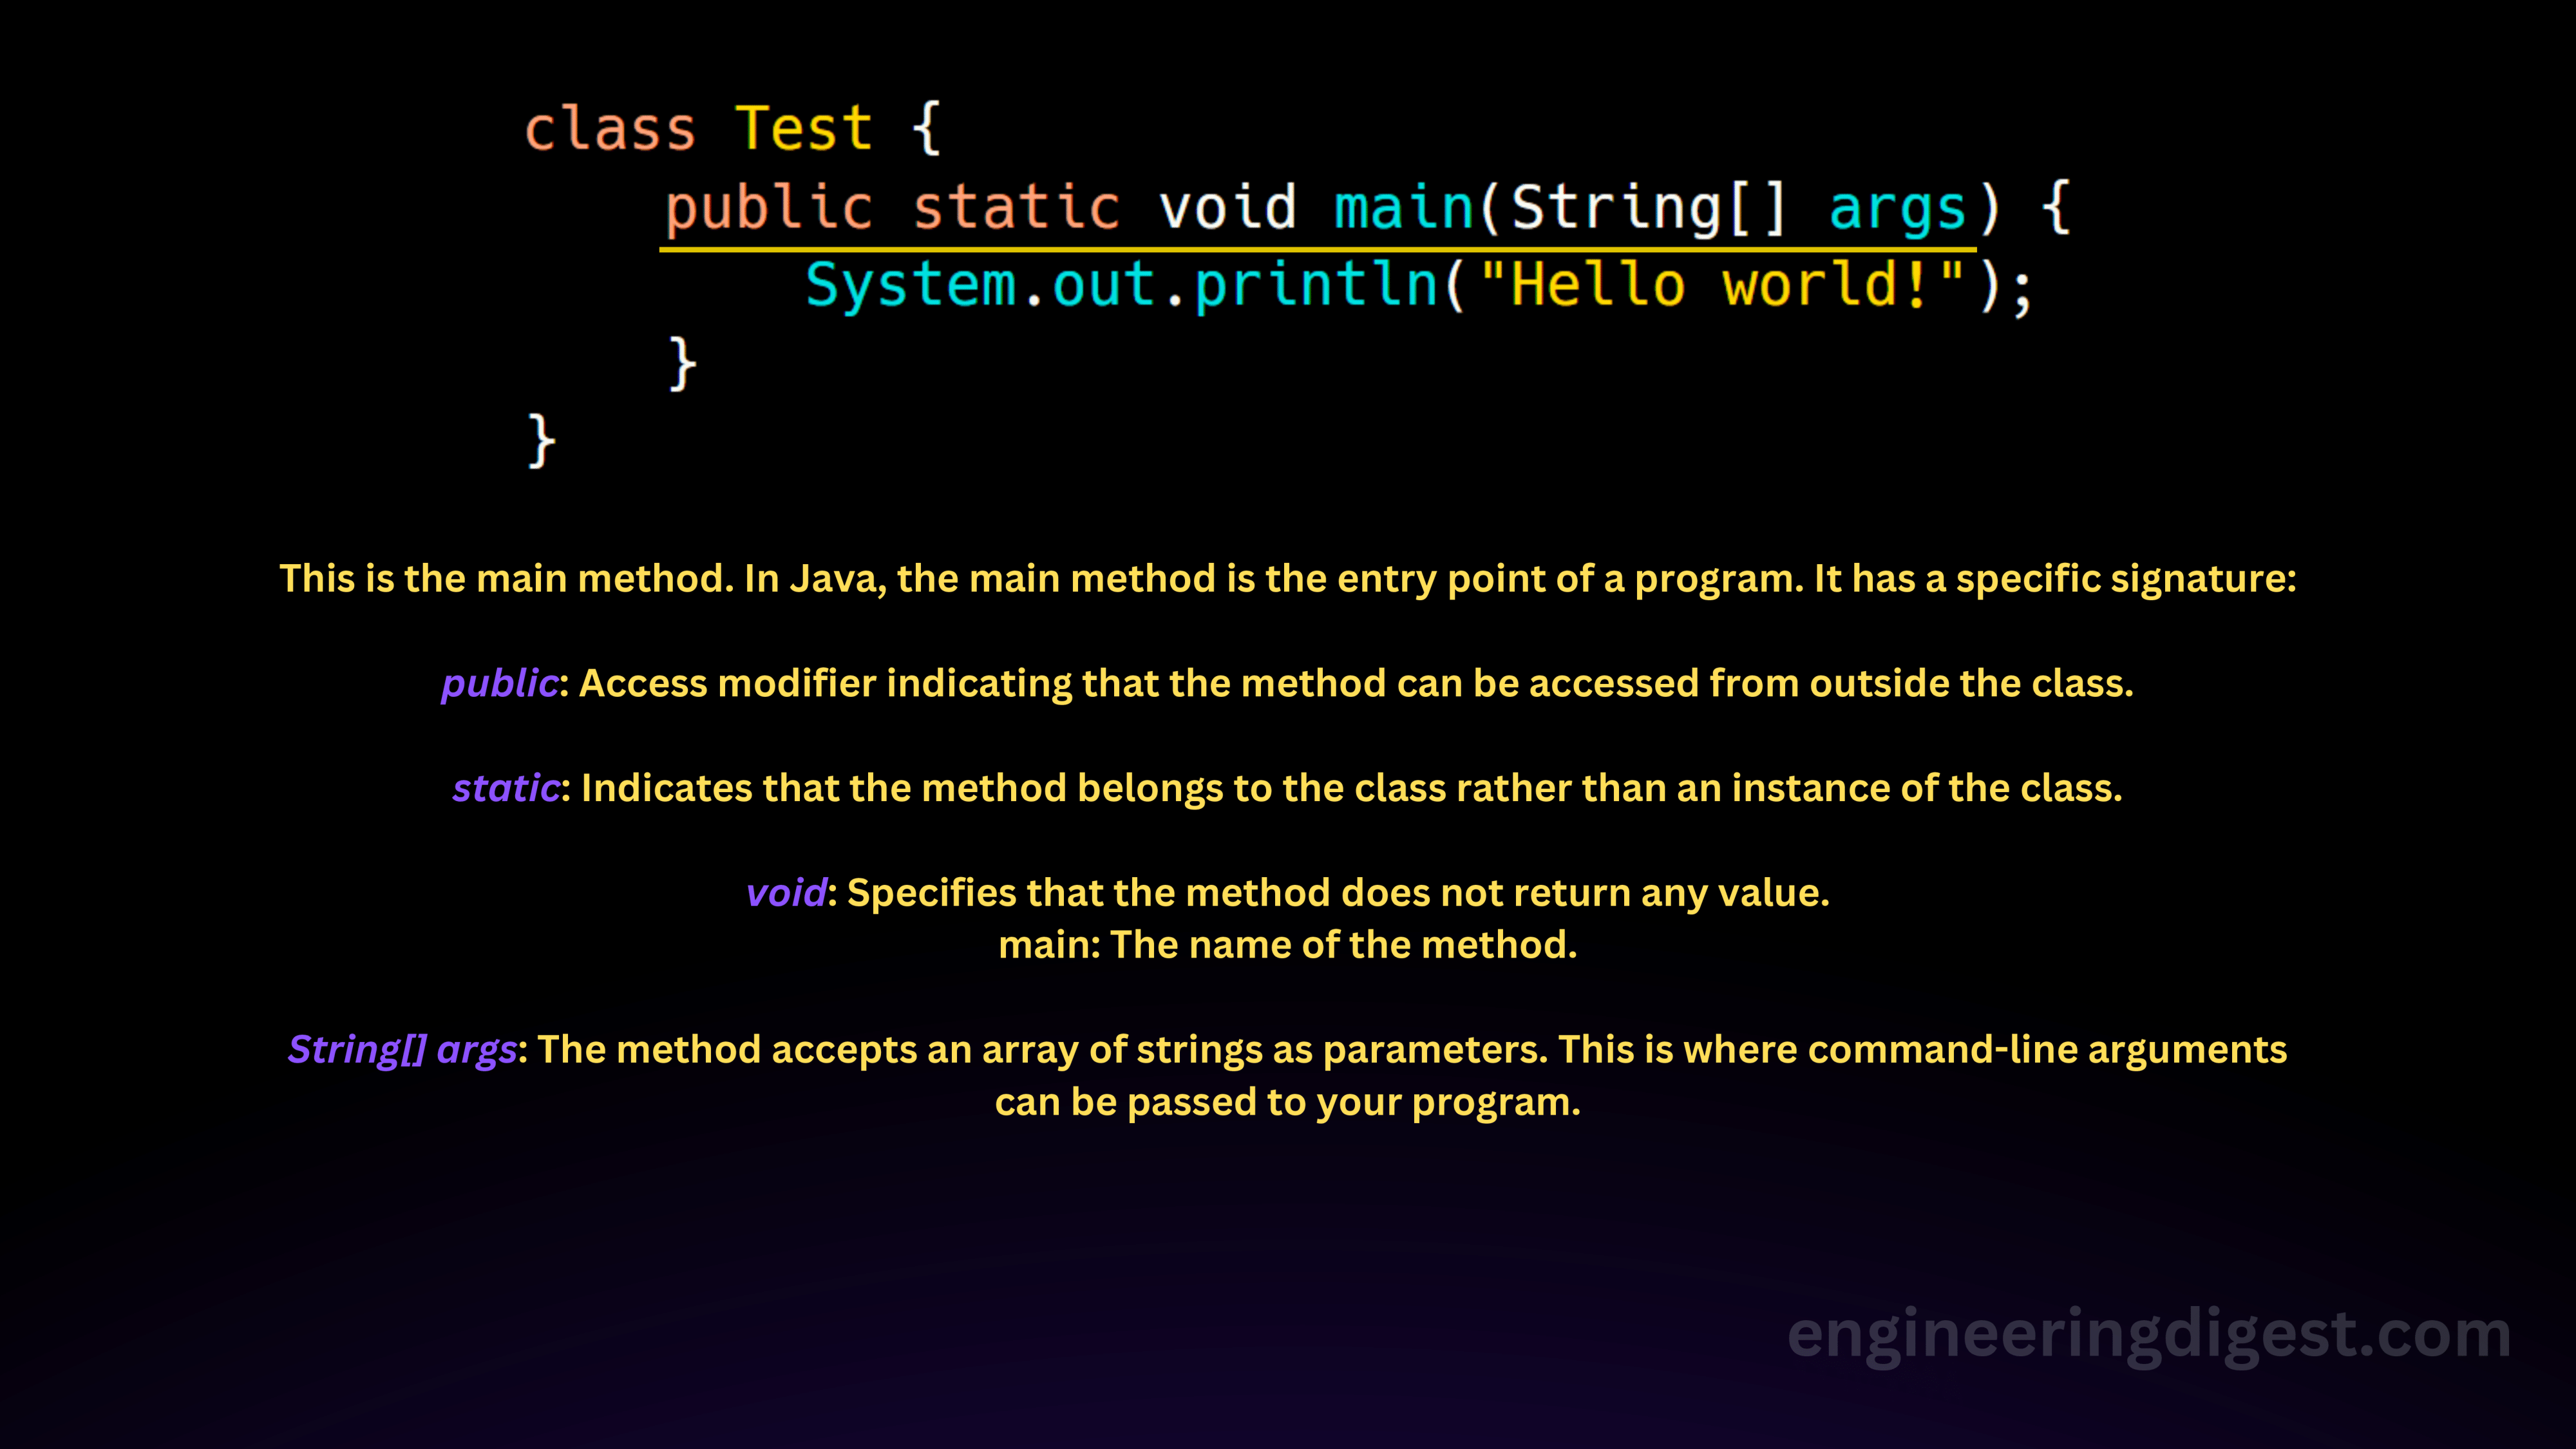 class Test {
public static void main(String[] args) {
System.out.println("Hello world!");
}
}
This is the main method. In Java, the main method is the entry point of a program. It has a specific signature:
public: Access modifier indicating that the method can be accessed from outside the class.
static: Indicates that the method belongs to the class rather than an instance of the class.
void: Specifies that the method does not return any value.
main: The name of the method.
String[] args: The method accepts an array of strings as parameters. This is where command-line arguments
can be passed to your program.
engineeringdigest.com